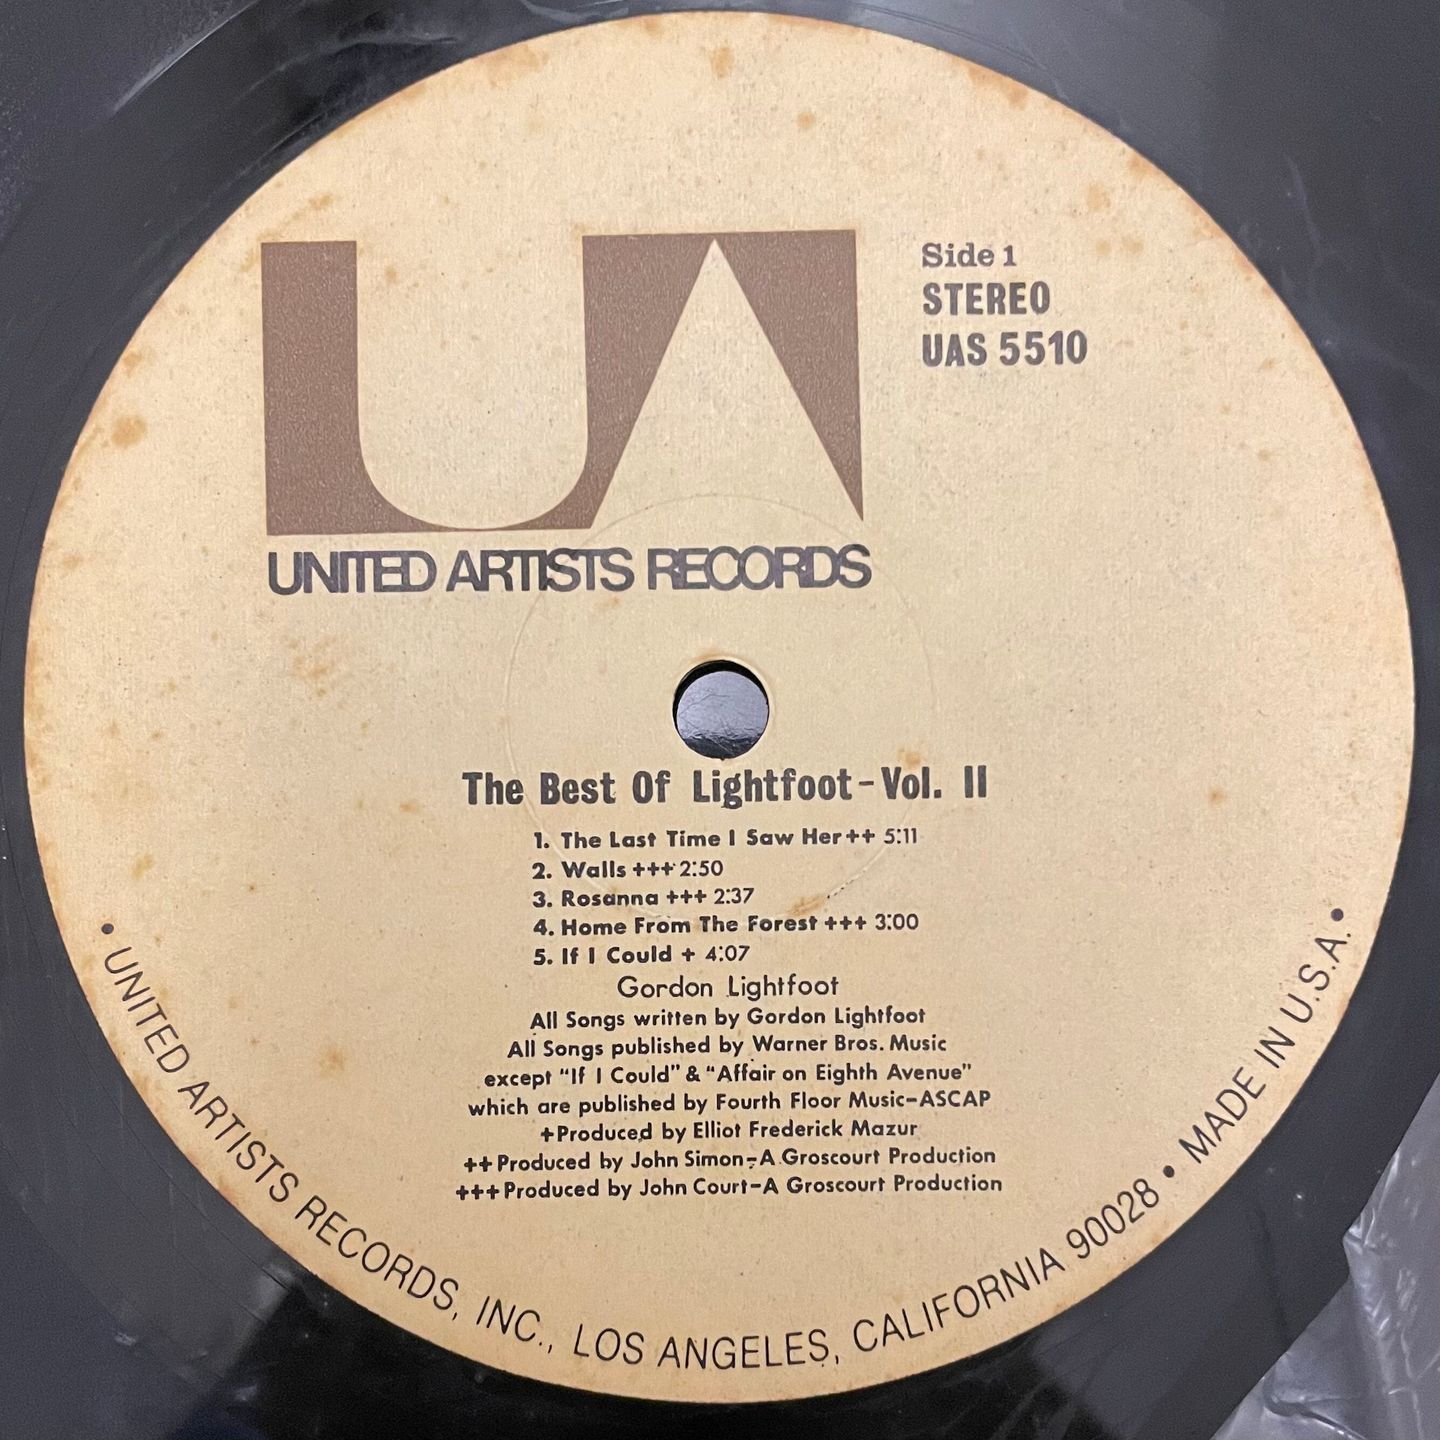 UA
UNITED ARTISTS RECORDS
Side 1
STEREO
UAS 5510
The Best Of Lightfoot-Vol. II
1. The Last Time I Saw Her++ 5:11
2. Walls +++ 2:50
3. Rosanna +++ 2:37
4. Home From The Forest +++ 3:00
5. If I Could + 4:07
Gordon Lightfoot
All Songs written by Gordon Lightfoot
All Songs published by Warner Bros. Music
except "If I Could" & "Affair on Eighth Avenue"
which are published by Fourth Floor Music-ASCAP
+Produced by Elliot Frederick Mazur
++Produced by John Simon-A Groscourt Production
+++Produced by John Court-A Groscourt Production
• UNITED ARTISTS RECORDS, INC., LOS ANGELES, CALIFORNIA 90028 • MADE IN U.S.A. •